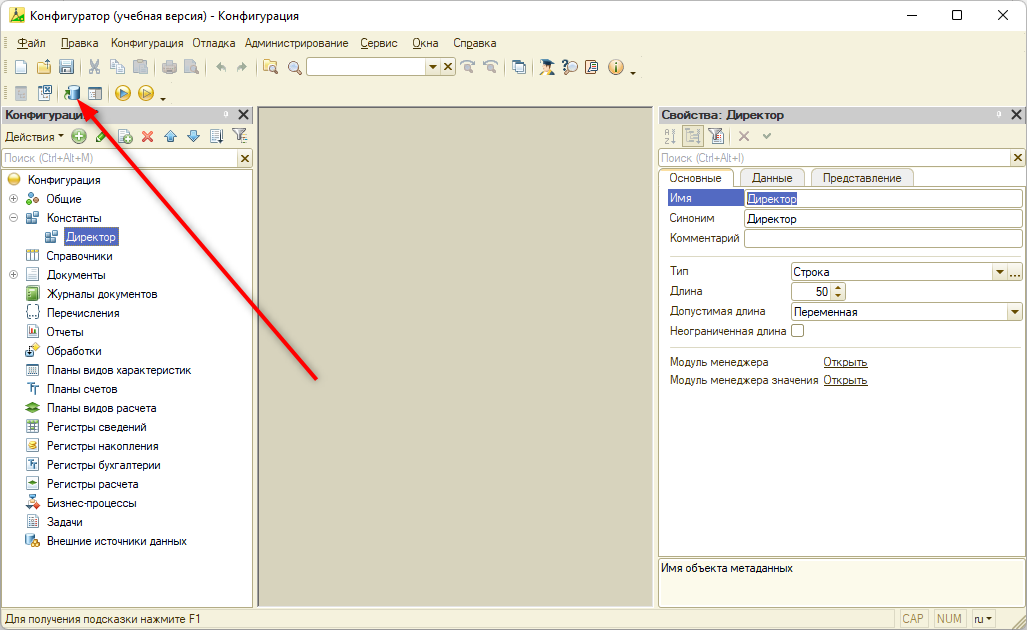 Конфигуратор (учебная версия) - Конфигурация
Файл Правка Конфигурация Отладка Администрирование Сервис Окна Справка
Конфигурац
Действия
Поиск (Ctrl+Alt+M)
Конфигурация
Общие
Константы
Директор
Справочники
Документы
Журналы документов
Перечисления
Отчеты
Обработки
Планы видов характеристик
Планы счетов
Планы видов расчета
Регистры сведений
Регистры накопления
Регистры бухгалтерии
Регистры расчета
Бизнес-процессы
Задачи
Внешние источники данных
Свойства: Директор
Поиск (Ctrl+Alt+I)
Основные Данные Представление
Имя Директор
Синоним Директор
Комментарий
Тип Строка ...
Длина 50
Допустимая длина Переменная
Неограниченная длина
Модуль менеджера Открыть
Модуль менеджера значения Открыть
Имя объекта метаданных
Для получения подсказки нажмите F1 CAP NUM ru